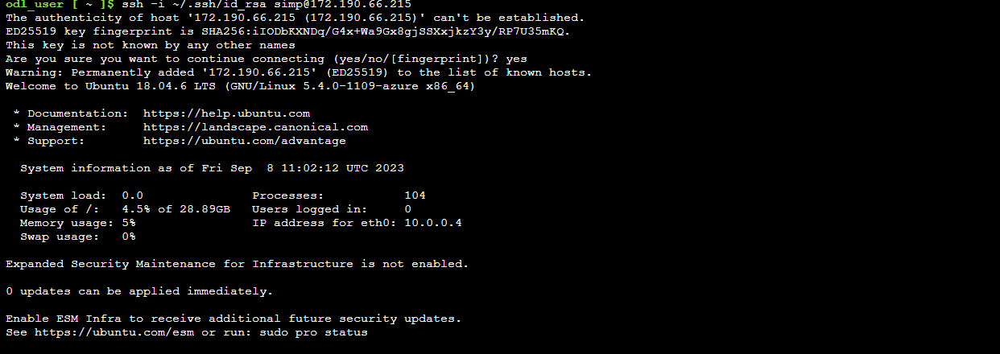 odl_user [ ~ ]$ ssh -i ~/.ssh/id_rsa simp@172.190.66.215
The authenticity of host '172.190.66.215 (172.190.66.215)' can't be established.
ED25519 key fingerprint is SHA256:iIODbKXNDq/G4x+Wa9Gx8gjSSXxjkzY3y/RP7U35mKQ.
This key is not known by any other names
Are you sure you want to continue connecting (yes/no/[fingerprint])? yes
Warning: Permanently added '172.190.66.215' (ED25519) to the list of known hosts.
Welcome to Ubuntu 18.04.6 LTS (GNU/Linux 5.4.0-1109-azure x86_64)
* Documentation:  https://help.ubuntu.com
* Management:     https://landscape.canonical.com
* Support:        https://ubuntu.com/advantage
System information as of Fri Sep  8 11:02:12 UTC 2023
System load:  0.0               Processes:           104
Usage of /:   4.5% of 28.89GB   Users logged in:     0
Memory usage: 5%                IP address for eth0: 10.0.0.4
Swap usage:   0%
Expanded Security Maintenance for Infrastructure is not enabled.
0 updates can be applied immediately.
Enable ESM Infra to receive additional future security updates.
See https://ubuntu.com/esm or run: sudo pro status